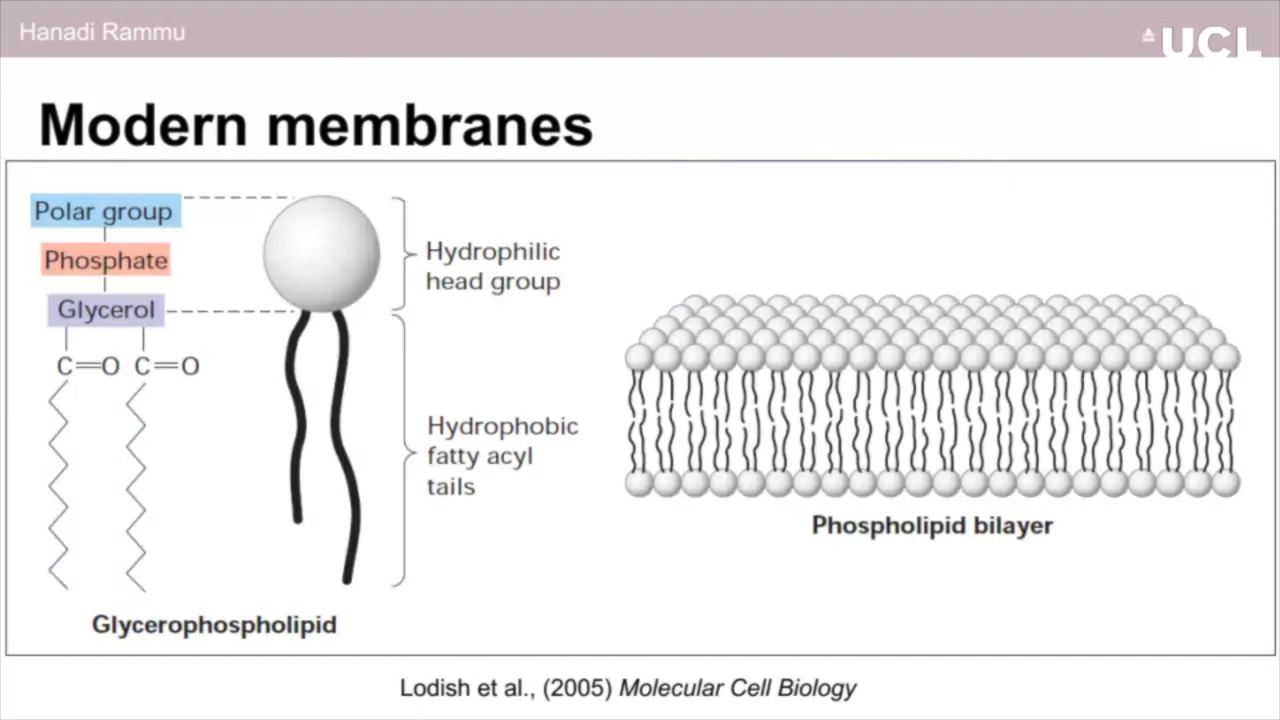 Hanadi Rammu
UCL
Modern membranes
Polar group
Phosphate
Glycerol
C=O C=O
Hydrophilic
head group
Hydrophobic
fatty acyl
tails
Glycerophospholipid
Phospholipid bilayer
Lodish et al., (2005) Molecular Cell Biology